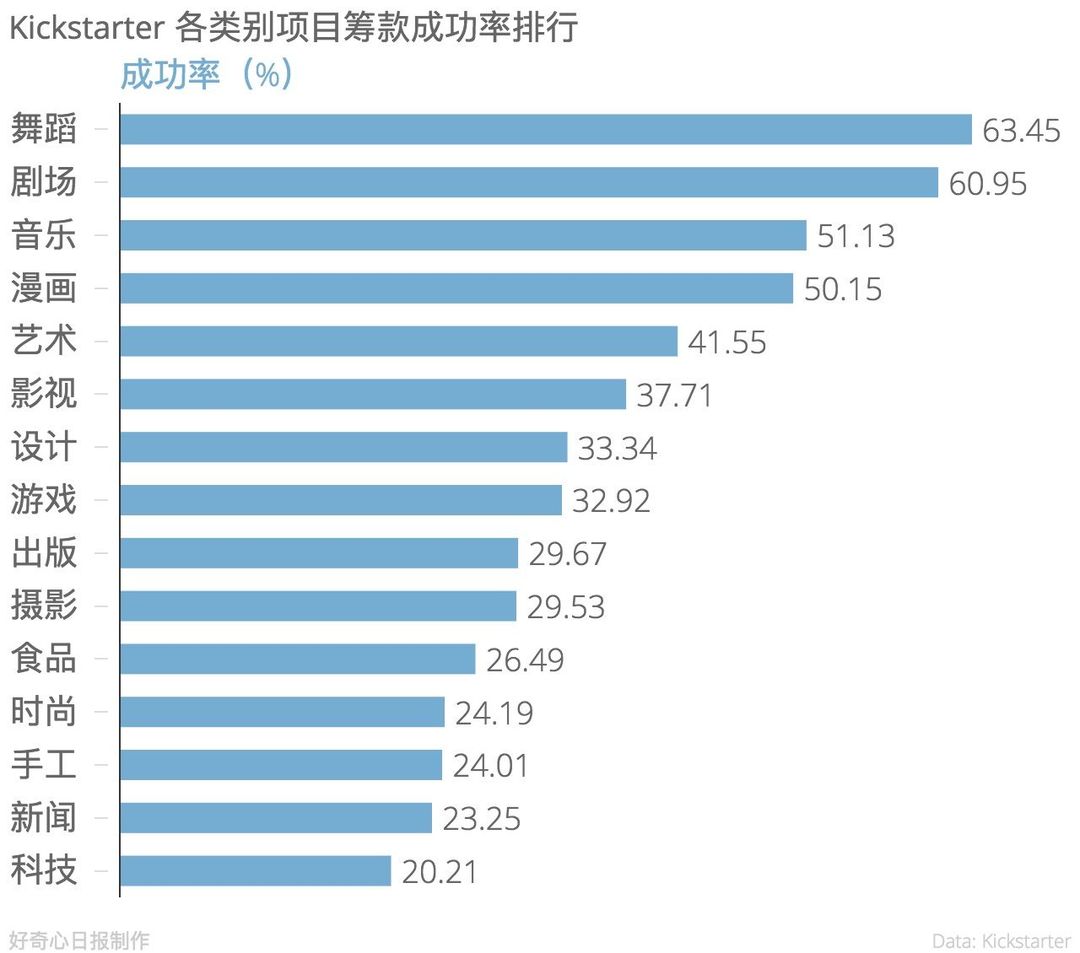 Kickstarter 各类别项目筹款成功率排行
成功率（%）
舞蹈 63.45
剧场 60.95
音乐 51.13
漫画 50.15
艺术 41.55
影视 37.71
设计 33.34
游戏 32.92
出版 29.67
摄影 29.53
食品 26.49
时尚 24.19
手工 24.01
新闻 23.25
科技 20.21
好奇心日报制作 Data: Kickstarter